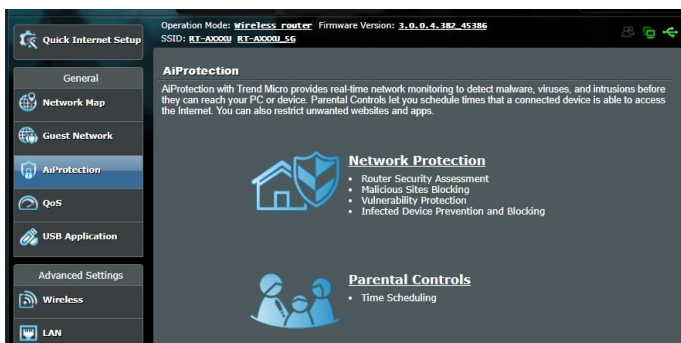 Quick Internet Setup
General
Network Map
Guest Network
AiProtection
QoS
USB Application
Advanced Settings
Wireless
LAN
Operation Mode: Wireless router Firmware Version: 3.0.0.4.382_45386
SSID: RT-AXXXU RT-AXXXU_5G
AiProtection
AiProtection with Trend Micro provides real-time network monitoring to detect malware, viruses, and intrusions before
they can reach your PC or device. Parental Controls let you schedule times that a connected device is able to access
the Internet. You can also restrict unwanted websites and apps.
Network Protection
• Router Security Assessment
• Malicious Sites Blocking
• Vulnerability Protection
• Infected Device Prevention and Blocking
Parental Controls
• Time Scheduling